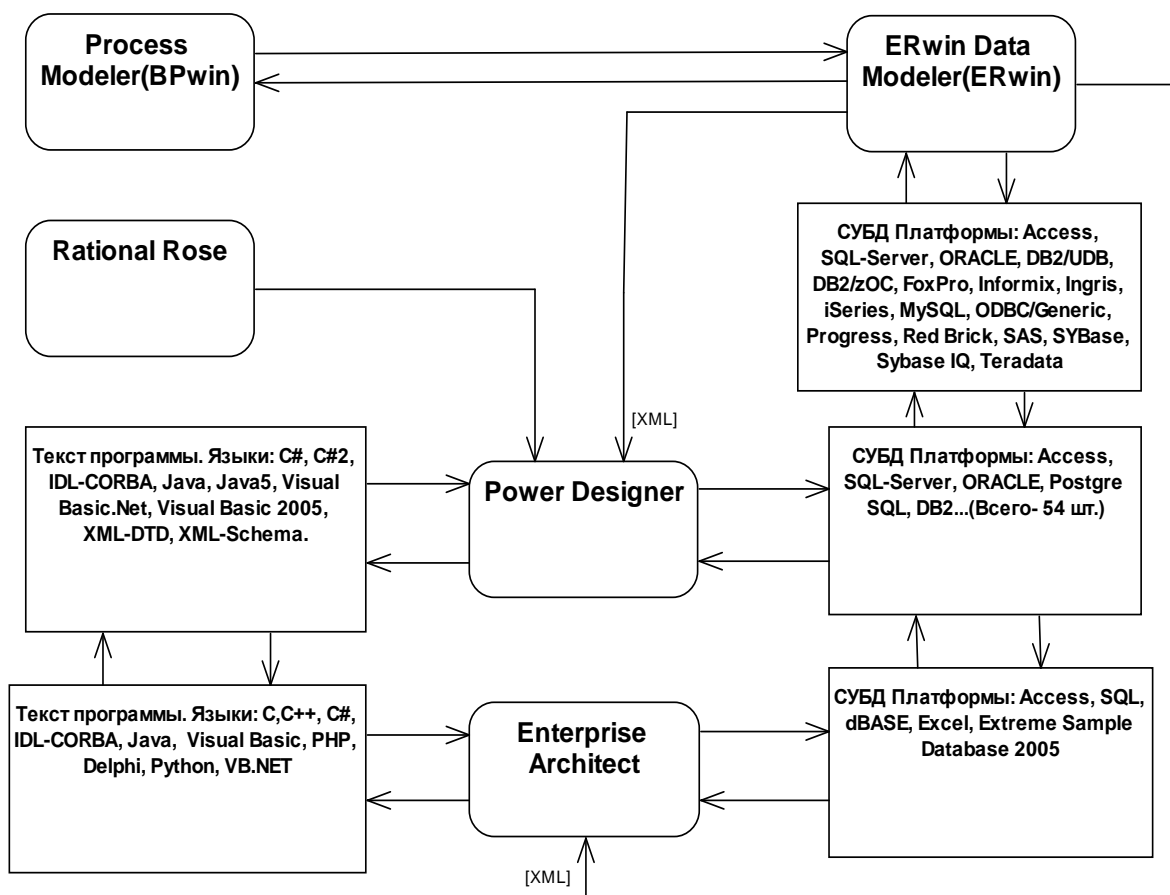 Process
Modeler(BPwin)
ERwin Data
Modeler(ERwin)
Rational Rose
СУБД Платформы: Access,
SQL-Server, ORACLE, DB2/UDB,
DB2/zOC, FoxPro, Informix, Ingris,
iSeries, MySQL, ODBC/Generic,
Progress, Red Brick, SAS, SYBase,
Sybase IQ, Teradata
[XML]
Текст программы. Языки: C#, C#2,
IDL-CORBA, Java, Java5, Visual
Basic.Net, Visual Basic 2005,
XML-DTD, XML-Schema.
Power Designer
СУБД Платформы: Access,
SQL-Server, ORACLE, Postgre
SQL, DB2...(Всего- 54 шт.)
Текст программы. Языки: C,C++, C#,
IDL-CORBA, Java, Visual Basic, PHP,
Delphi, Python, VB.NET
Enterprise
Architect
СУБД Платформы: Access, SQL,
dBASE, Excel, Extreme Sample
Database 2005
[XML]